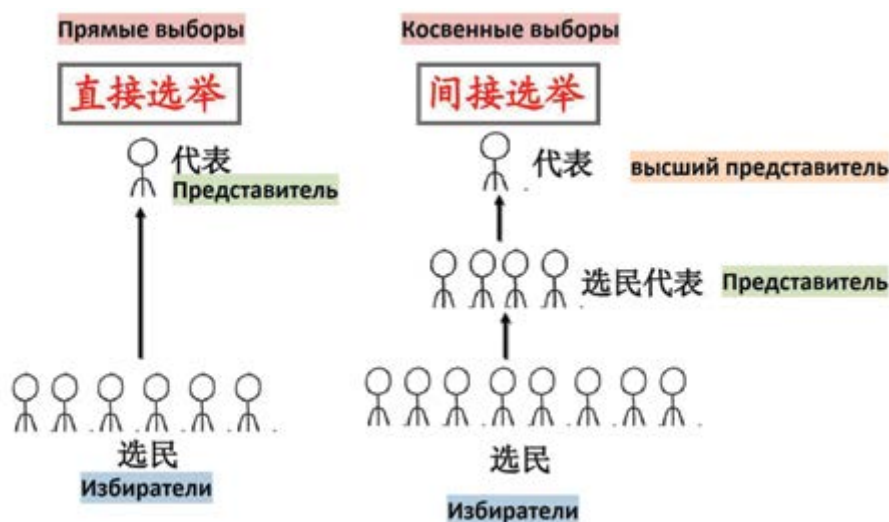 Прямые выборы
直接选举
代表
Представитель
选民
Избиратели
Косвенные выборы
间接选举
代表
высший представитель
选民代表
Представитель
选民
Избиратели